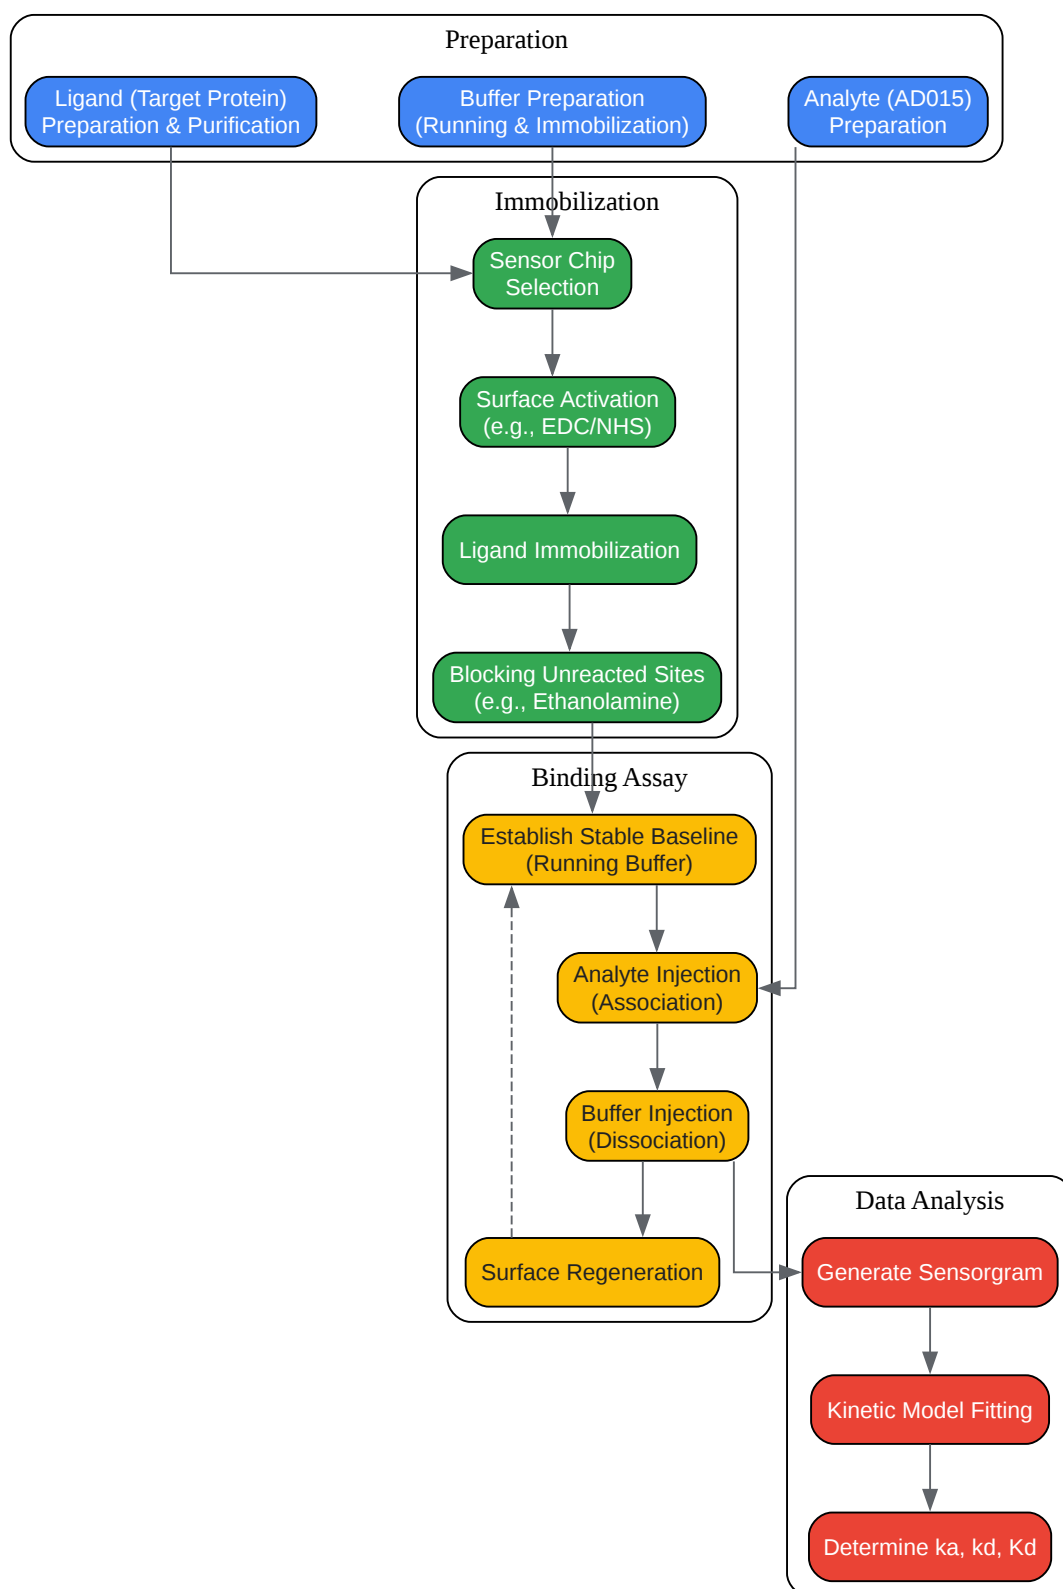 Preparation
Ligand (Target Protein)
Preparation & Purification
Buffer Preparation
(Running & Immobilization)
Analyte (AD015)
Preparation
Immobilization
Sensor Chip
Selection
Surface Activation
(e.g., EDC/NHS)
Ligand Immobilization
Blocking Unreacted Sites
(e.g., Ethanolamine)
Binding Assay
Establish Stable Baseline
(Running Buffer)
Analyte Injection
(Association)
Buffer Injection
(Dissociation)
Surface Regeneration
Data Analysis
Generate Sensorgram
Kinetic Model Fitting
Determine ka, kd, Kd